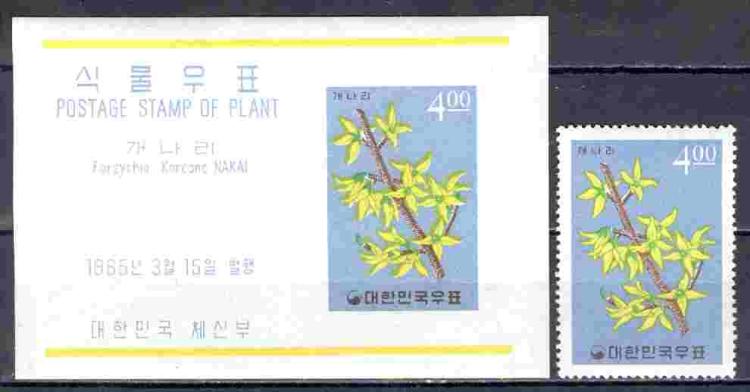 식물우표
POSTAGE STAMP OF PLANT
개나리
Forsythia Koreana NAKAI
1965년 3월 15일 발행
대한민국 체신부
개나리
4 00
대한민국우표
개나리
4 00
대한민국우표